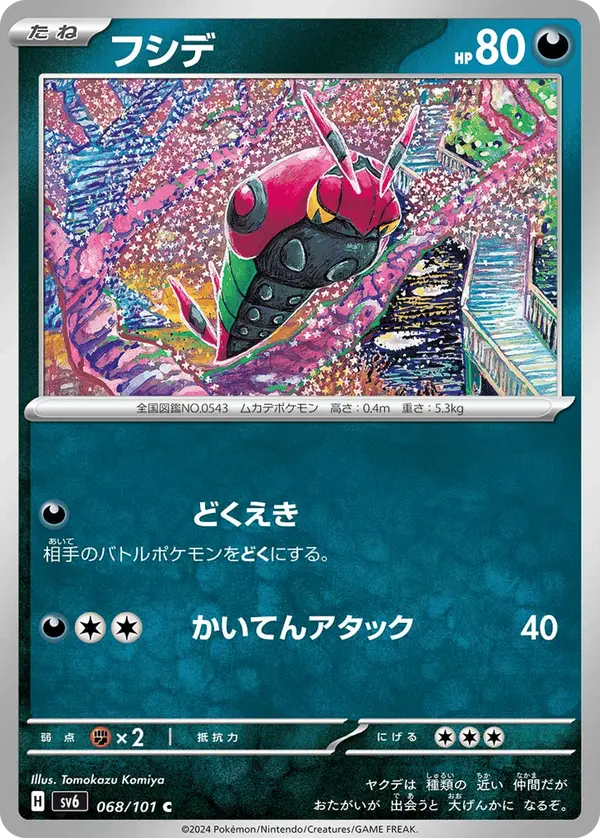 たね フシデ HP80
全国図鑑NO.0543 ムカデポケモン 高さ:0.4m 重さ:5.3kg
どくえき
相手のバトルポケモンをどくにする。
かいてんアタック 40
弱点 ×2 抵抗力 にげる
Illus. Tomokazu Komiya
H sv6 068/101 C
ヤクデは 種類の 近い 仲間だが
おたがいが 出会うと 大げんかに なるぞ。
©2024 Pokémon/Nintendo/Creatures/GAME FREAK.